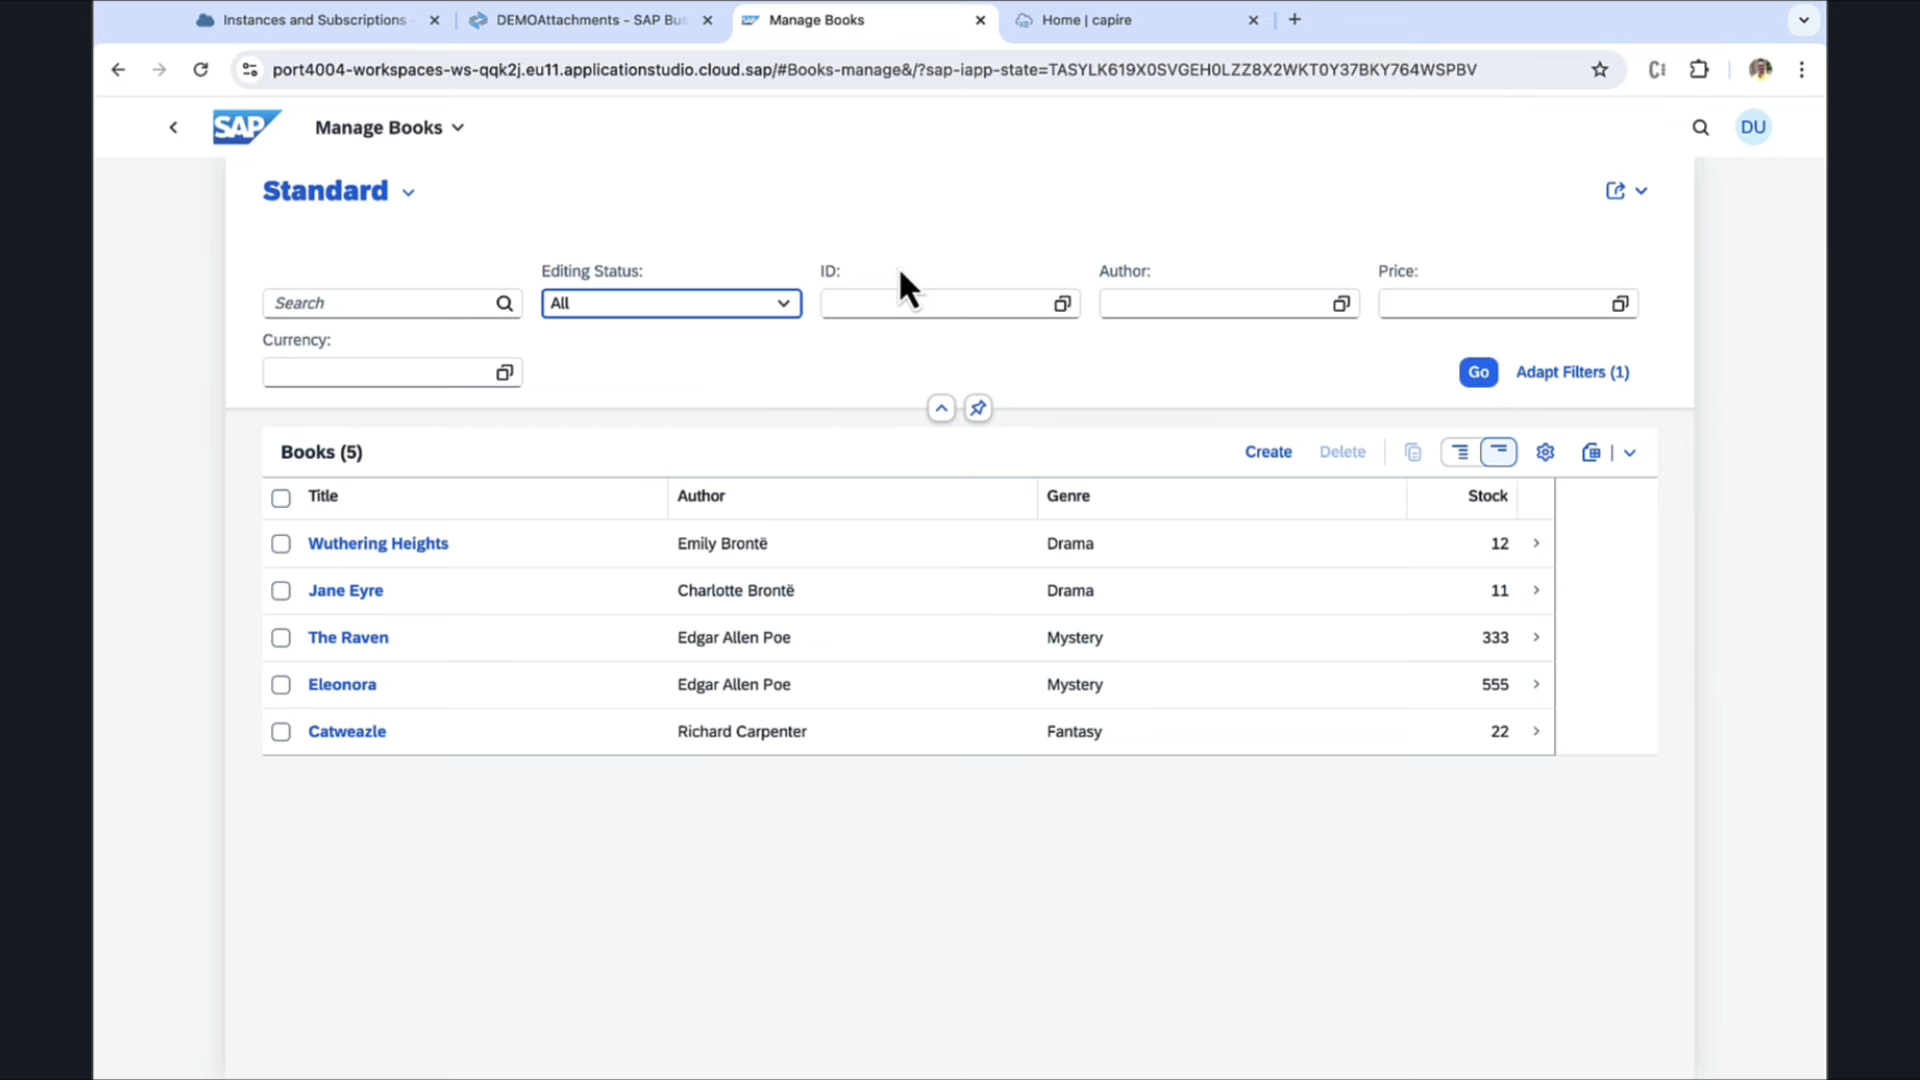 Instances and Subscriptions
DEMOAttachments - SAP Bus
Manage Books
Home | capire
port4004-workspaces-ws-qqk2j.eu11.applicationstudio.cloud.sap/#Books-manage&/?sap-iapp-state=TASYLK619X0SVGEH0LZZ8X2WKT0Y37BKY764WSPBV
SAP
Manage Books
DU
Standard
Editing Status:
ID:
Author:
Price:
Search
All
Currency:
Go
Adapt Filters (1)
Books (5)
Create
Delete
Title
Author
Genre
Stock
Wuthering Heights
Emily Brontë
Drama
12
Jane Eyre
Charlotte Brontë
Drama
11
The Raven
Edgar Allen Poe
Mystery
333
Eleonora
Edgar Allen Poe
Mystery
555
Catweazle
Richard Carpenter
Fantasy
22